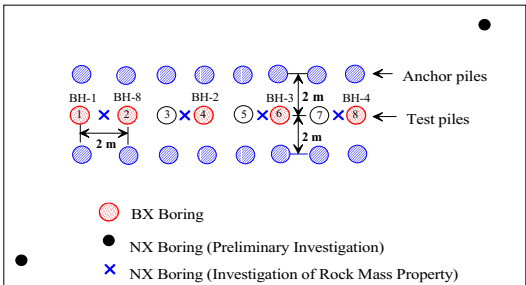 Anchor piles
BH-1 BH-8 BH-2 BH-3 BH-4
2 m
1 2 3 4 5 6 7 8
Test piles
2 m
2 m
BX Boring
NX Boring (Preliminary Investigation)
NX Boring (Investigation of Rock Mass Property)